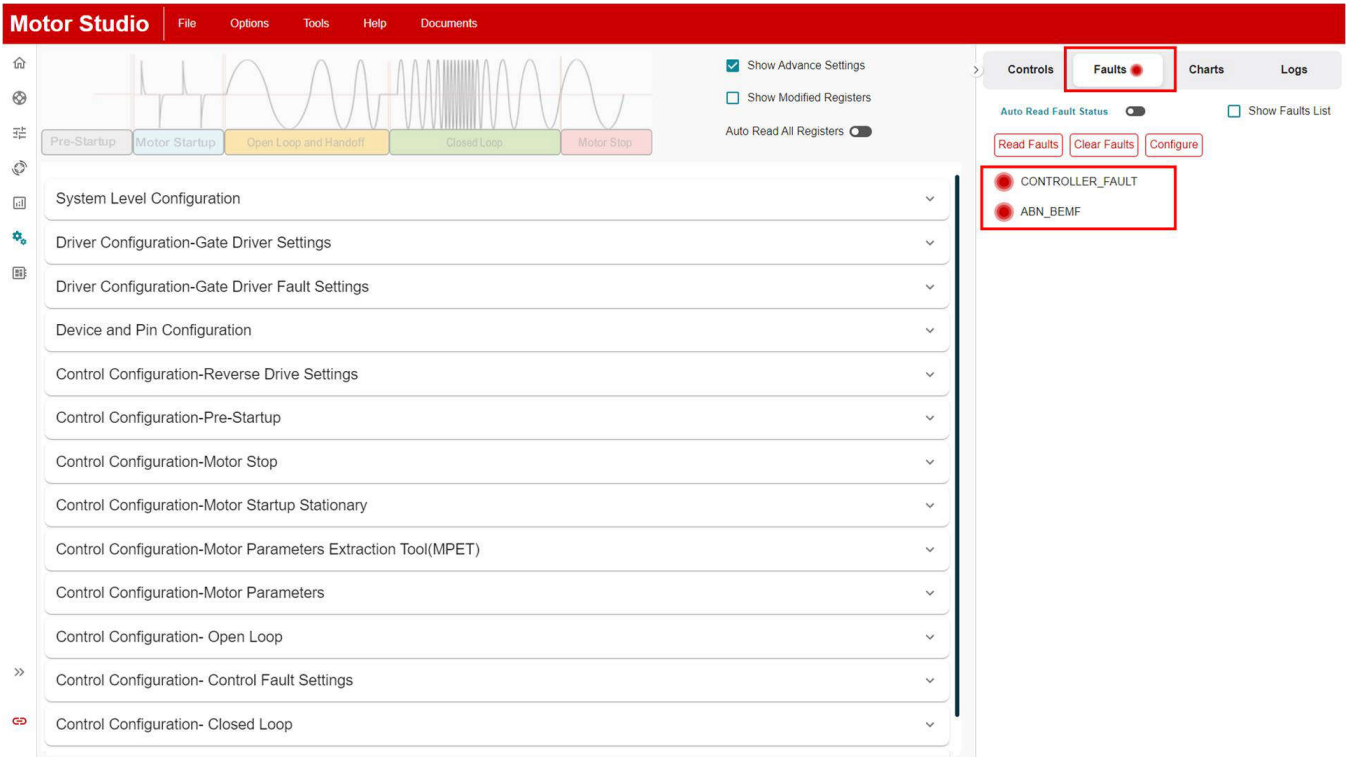 Motor Studio File Options Tools Help Documents
Show Advance Settings
Show Modified Registers
Auto Read All Registers
Pre-Startup Motor Startup Open Loop and Handoff Closed Loop Motor Stop
System Level Configuration
Driver Configuration-Gate Driver Settings
Driver Configuration-Gate Driver Fault Settings
Device and Pin Configuration
Control Configuration-Reverse Drive Settings
Control Configuration-Pre-Startup
Control Configuration-Motor Stop
Control Configuration-Motor Startup Stationary
Control Configuration-Motor Parameters Extraction Tool(MPET)
Control Configuration-Motor Parameters
Control Configuration- Open Loop
Control Configuration- Control Fault Settings
Control Configuration- Closed Loop
Controls Faults Charts Logs
Auto Read Fault Status Show Faults List
Read Faults Clear Faults Configure
CONTROLLER_FAULT
ABN_BEMF